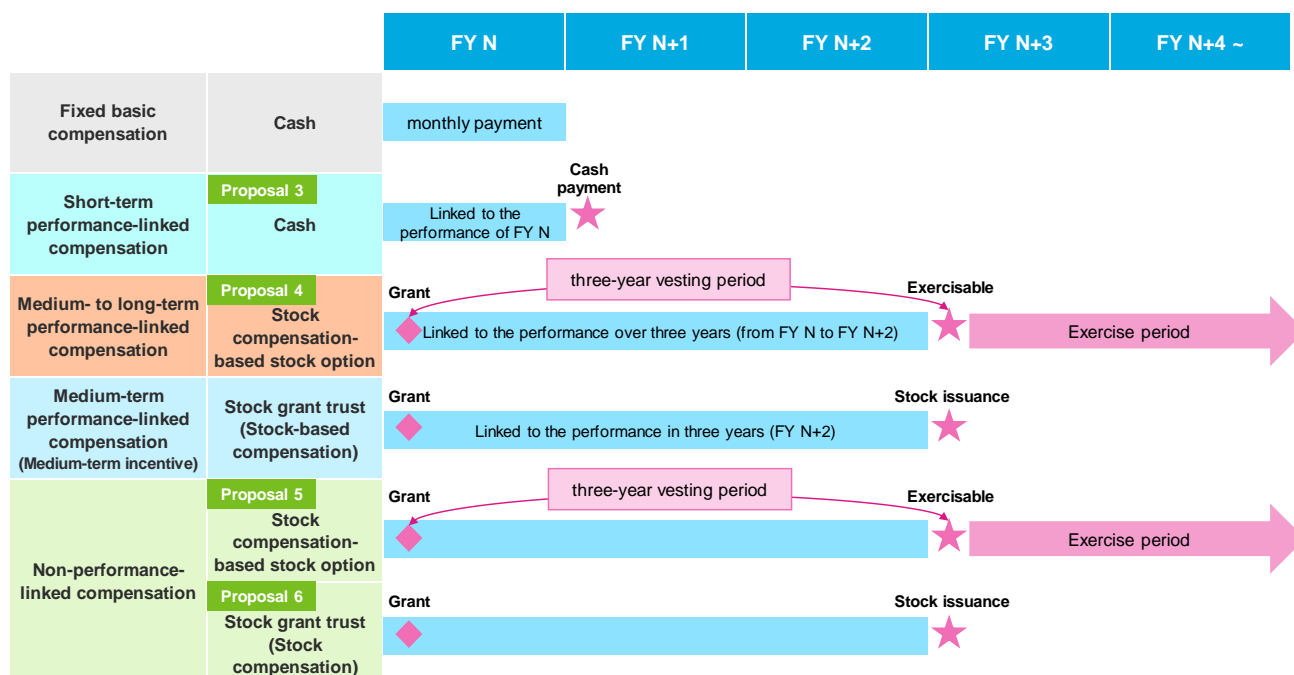 FY N
FY N+1
FY N+2
FY N+3
FY N+4 ~
Fixed basic
compensation
Cash
monthly payment
Short-term
performance-linked
compensation
Proposal 3
Cash
Linked to the
performance of FY N
Cash
payment
Medium- to long-term
performance-linked
compensation
Proposal 4
Stock
compensation-
based stock option
Grant
three-year vesting period
Exercisable
Linked to the performance over three years (from FY N to FY N+2)
Exercise period
Medium-term
performance-linked
compensation
(Medium-term incentive)
Stock grant trust
(Stock-based
compensation)
Grant
Stock issuance
Linked to the performance in three years (FY N+2)
Non-performance-
linked compensation
Proposal 5
Stock
compensation-
based stock option
Grant
three-year vesting period
Exercisable
Exercise period
Proposal 6
Stock grant trust
(Stock
compensation)
Grant
Stock issuance